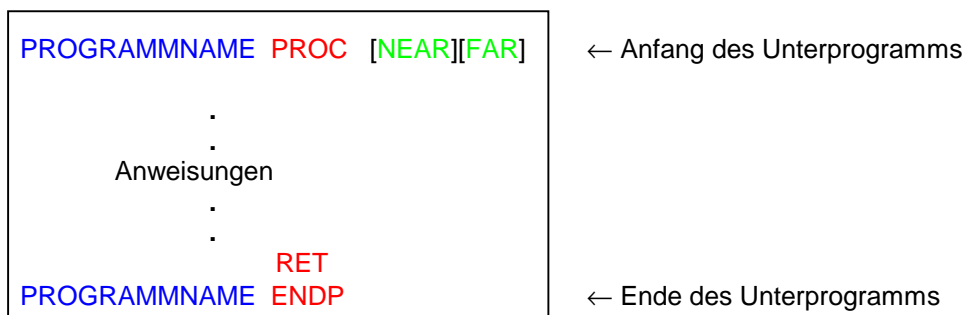 PROGRAMMNAME PROC [NEAR][FAR] ← Anfang des Unterprogramms
.
.
Anweisungen
.
.
RET
PROGRAMMNAME ENDP ← Ende des Unterprogramms